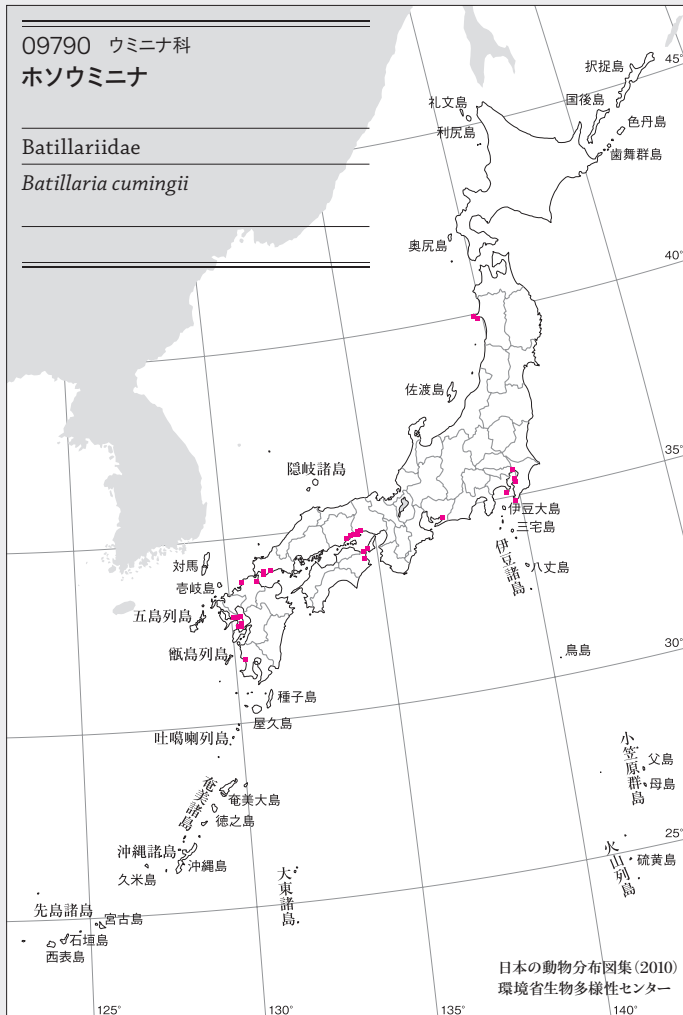 09790 ウミニナ科
ホソウミニナ
Batillariidae
Batillaria cumingii
択捉島
45°
国後島
礼文島
色丹島
利尻島
歯舞群島
奥尻島
40°
佐渡島
35°
隠岐諸島
伊豆大島
三宅島
対馬
伊豆諸島
八丈島
壱岐島
五島列島
鳥島
30°
甑島列島
種子島
屋久島
吐噶喇列島
小笠原群島
父島
奄美諸島
母島
奄美大島
徳之島
25°
沖縄諸島
火山列島
沖縄島
硫黄島
久米島
大東諸島
先島諸島
宮古島
石垣島
西表島
日本の動物分布図集(2010)
環境省生物多様性センター
125°
130°
135°
140°